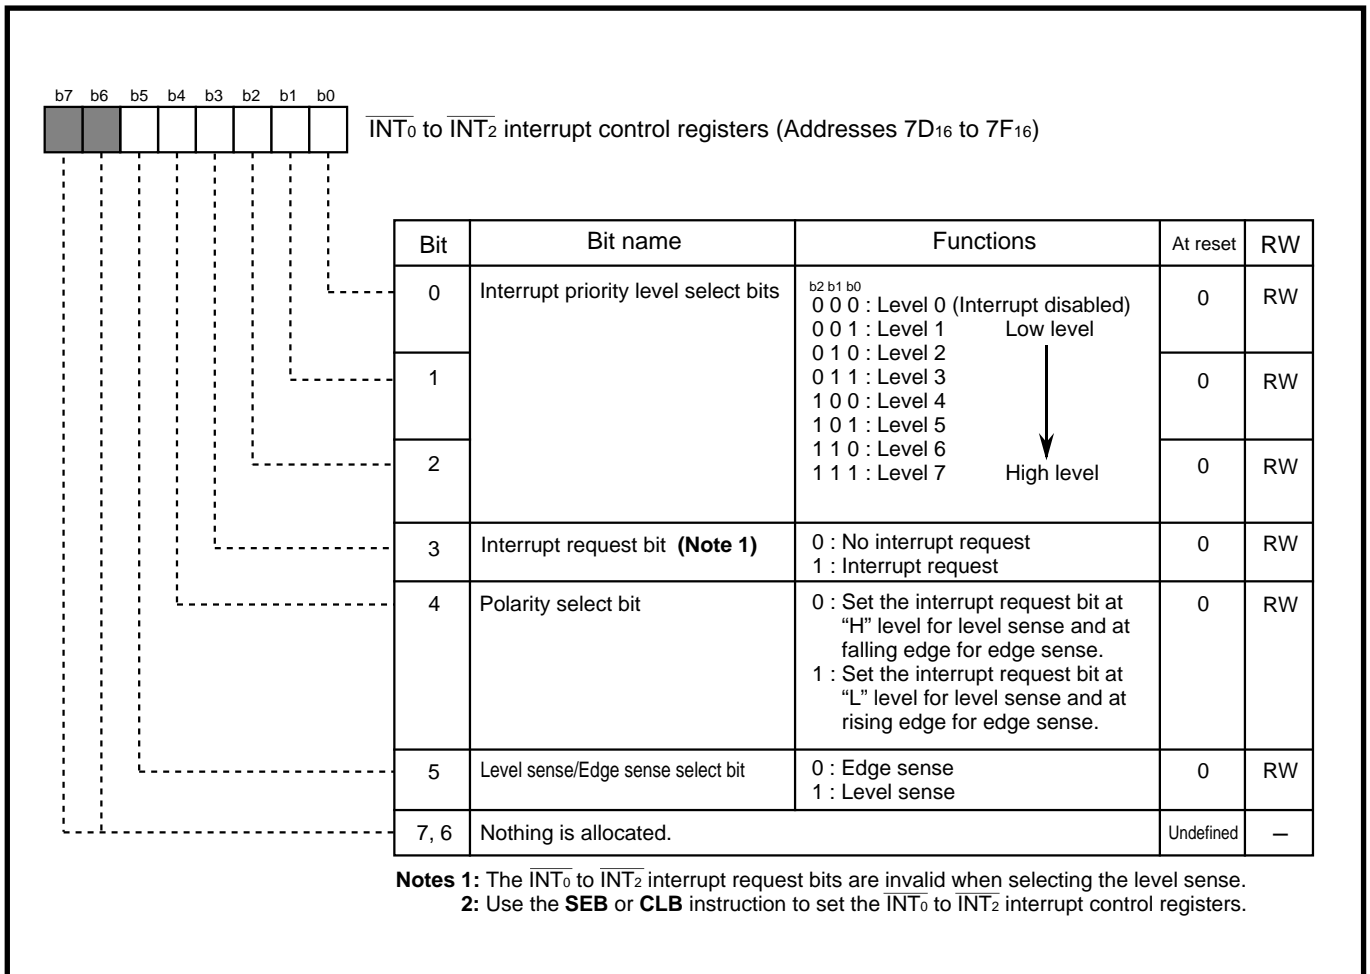 b7 b6 b5 b4 b3 b2 b1 b0
INT0 to INT2 interrupt control registers (Addresses 7D16 to 7F16)
Bit Bit name Functions At reset RW
0 Interrupt priority level select bits b2 b1 b0 0 RW
0 0 0 : Level 0 (Interrupt disabled)
0 0 1 : Level 1 Low level
0 1 0 : Level 2
1 0 1 1 : Level 3 0 RW
1 0 0 : Level 4
1 0 1 : Level 5
1 1 0 : Level 6
2 1 1 1 : Level 7 High level 0 RW
3 Interrupt request bit (Note 1) 0 : No interrupt request 0 RW
1 : Interrupt request
4 Polarity select bit 0 : Set the interrupt request bit at 0 RW
“H” level for level sense and at
falling edge for edge sense.
1 : Set the interrupt request bit at
“L” level for level sense and at
rising edge for edge sense.
5 Level sense/Edge sense select bit 0 : Edge sense 0 RW
1 : Level sense
7, 6 Nothing is allocated. Undefined –
Notes 1: The INT0 to INT2 interrupt request bits are invalid when selecting the level sense.
2: Use the SEB or CLB instruction to set the INT0 to INT2 interrupt control registers.